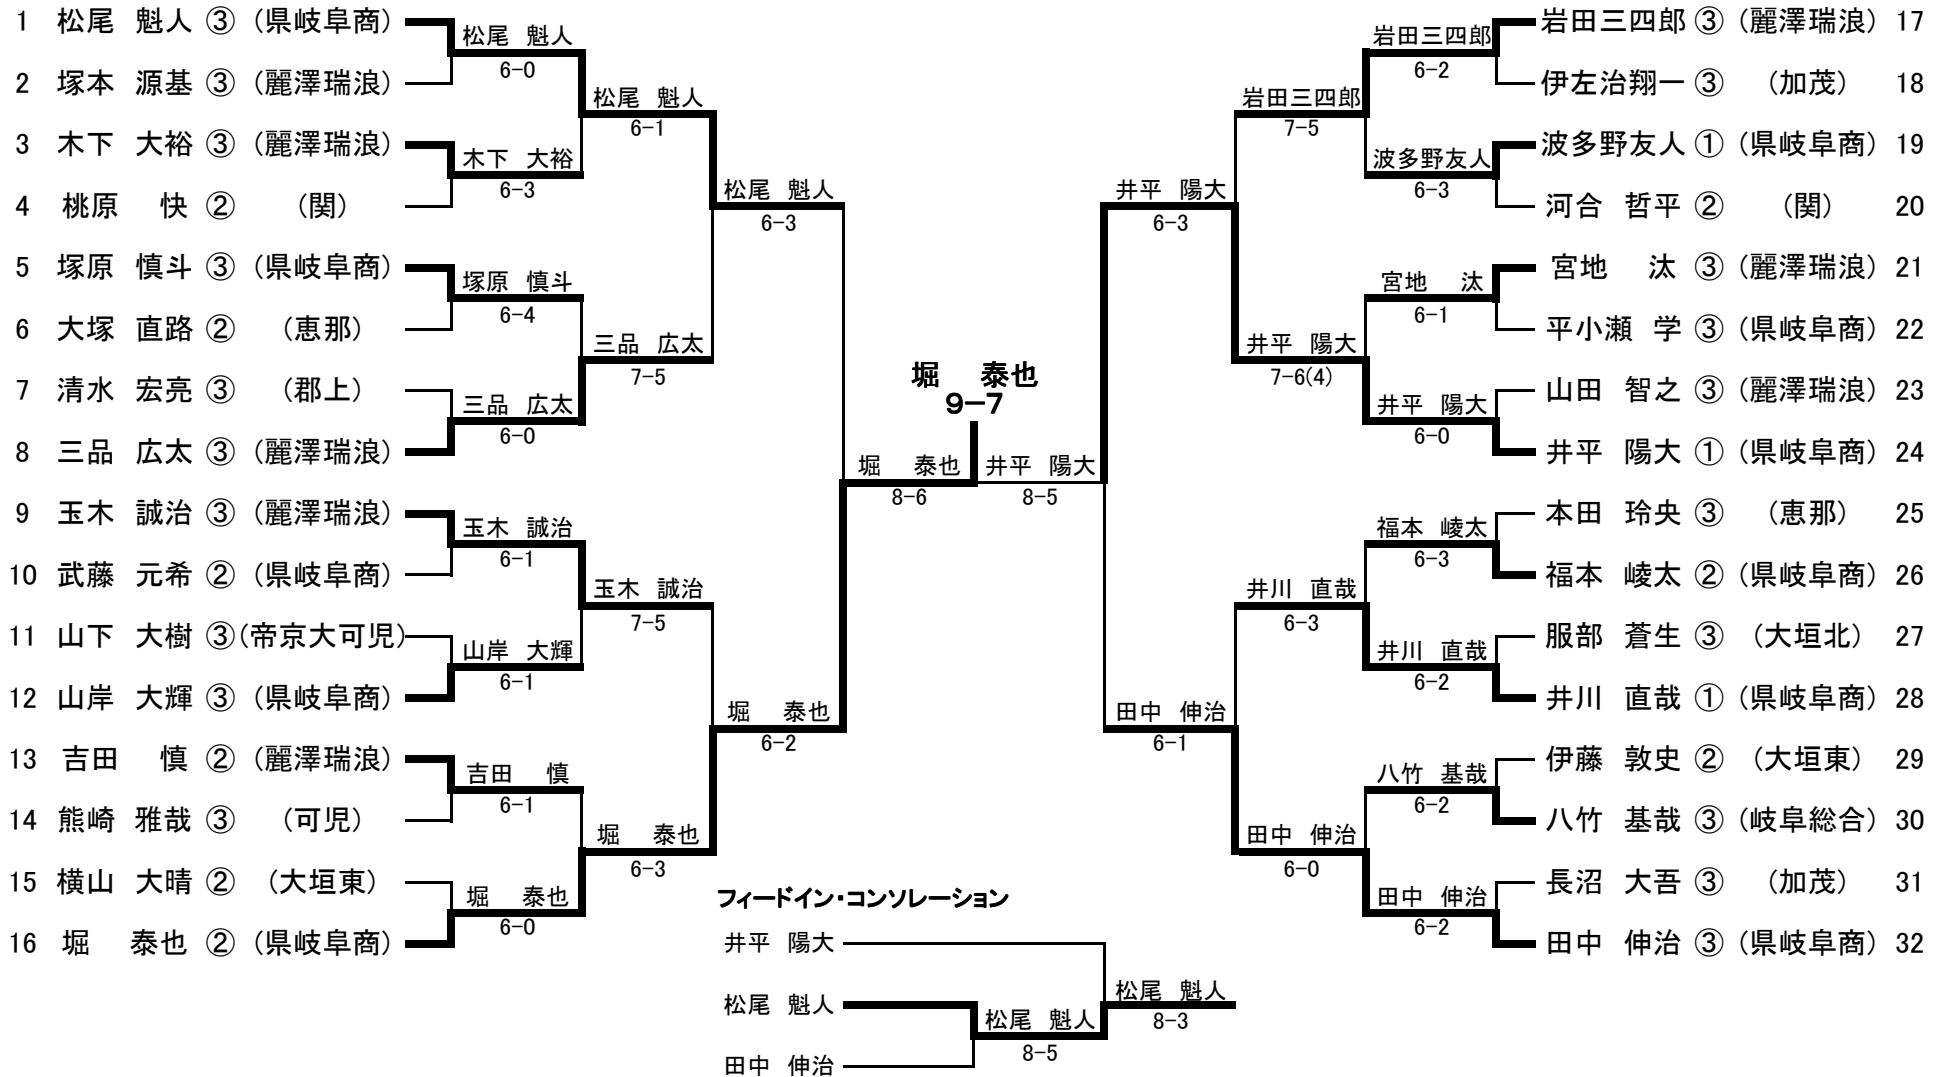 1 松尾 魁人 ③ (県岐阜商)
2 塚本 源基 ③ (麗澤瑞浪)
3 木下 大裕 ③ (麗澤瑞浪)
4 桃原 快 ② (関)
5 塚原 慎斗 ③ (県岐阜商)
6 大塚 直路 ② (恵那)
7 清水 宏亮 ③ (郡上)
8 三品 広太 ③ (麗澤瑞浪)
9 玉木 誠治 ③ (麗澤瑞浪)
10 武藤 元希 ② (県岐阜商)
11 山下 大樹 ③(帝京大可児)
12 山岸 大輝 ③ (県岐阜商)
13 吉田 慎 ② (麗澤瑞浪)
14 熊崎 雅哉 ③ (可児)
15 横山 大晴 ② (大垣東)
16 堀 泰也 ② (県岐阜商)
松尾 魁人
6-0
木下 大裕
6-3
塚原 慎斗
6-4
三品 広太
6-0
玉木 誠治
6-1
山岸 大輝
6-1
吉田 慎
6-1
堀 泰也
6-0
松尾 魁人
6-1
三品 広太
7-5
玉木 誠治
7-5
堀 泰也
6-3
松尾 魁人
6-3
堀 泰也
6-2
堀 泰也
8-6
堀 泰也
9-7
井平 陽大
8-5
井平 陽大
6-3
田中 伸治
6-1
岩田三四郎
7-5
井平 陽大
7-6(4)
井川 直哉
6-3
田中 伸治
6-0
岩田三四郎
6-2
波多野友人
6-3
宮地 汰
6-1
井平 陽大
6-0
福本 崚太
6-3
井川 直哉
6-2
八竹 基哉
6-2
田中 伸治
6-2
岩田三四郎 ③ (麗澤瑞浪) 17
伊左治翔一 ③ (加茂) 18
波多野友人 ① (県岐阜商) 19
河合 哲平 ② (関) 20
宮地 汰 ③ (麗澤瑞浪) 21
平小瀬 学 ③ (県岐阜商) 22
山田 智之 ③ (麗澤瑞浪) 23
井平 陽大 ① (県岐阜商) 24
本田 玲央 ③ (恵那) 25
福本 崚太 ② (県岐阜商) 26
服部 蒼生 ③ (大垣北) 27
井川 直哉 ① (県岐阜商) 28
伊藤 敦史 ② (大垣東) 29
八竹 基哉 ③ (岐阜総合) 30
長沼 大吾 ③ (加茂) 31
田中 伸治 ③ (県岐阜商) 32
フィードイン・コンソレーション
井平 陽大
松尾 魁人
田中 伸治
松尾 魁人
8-5
松尾 魁人
8-3